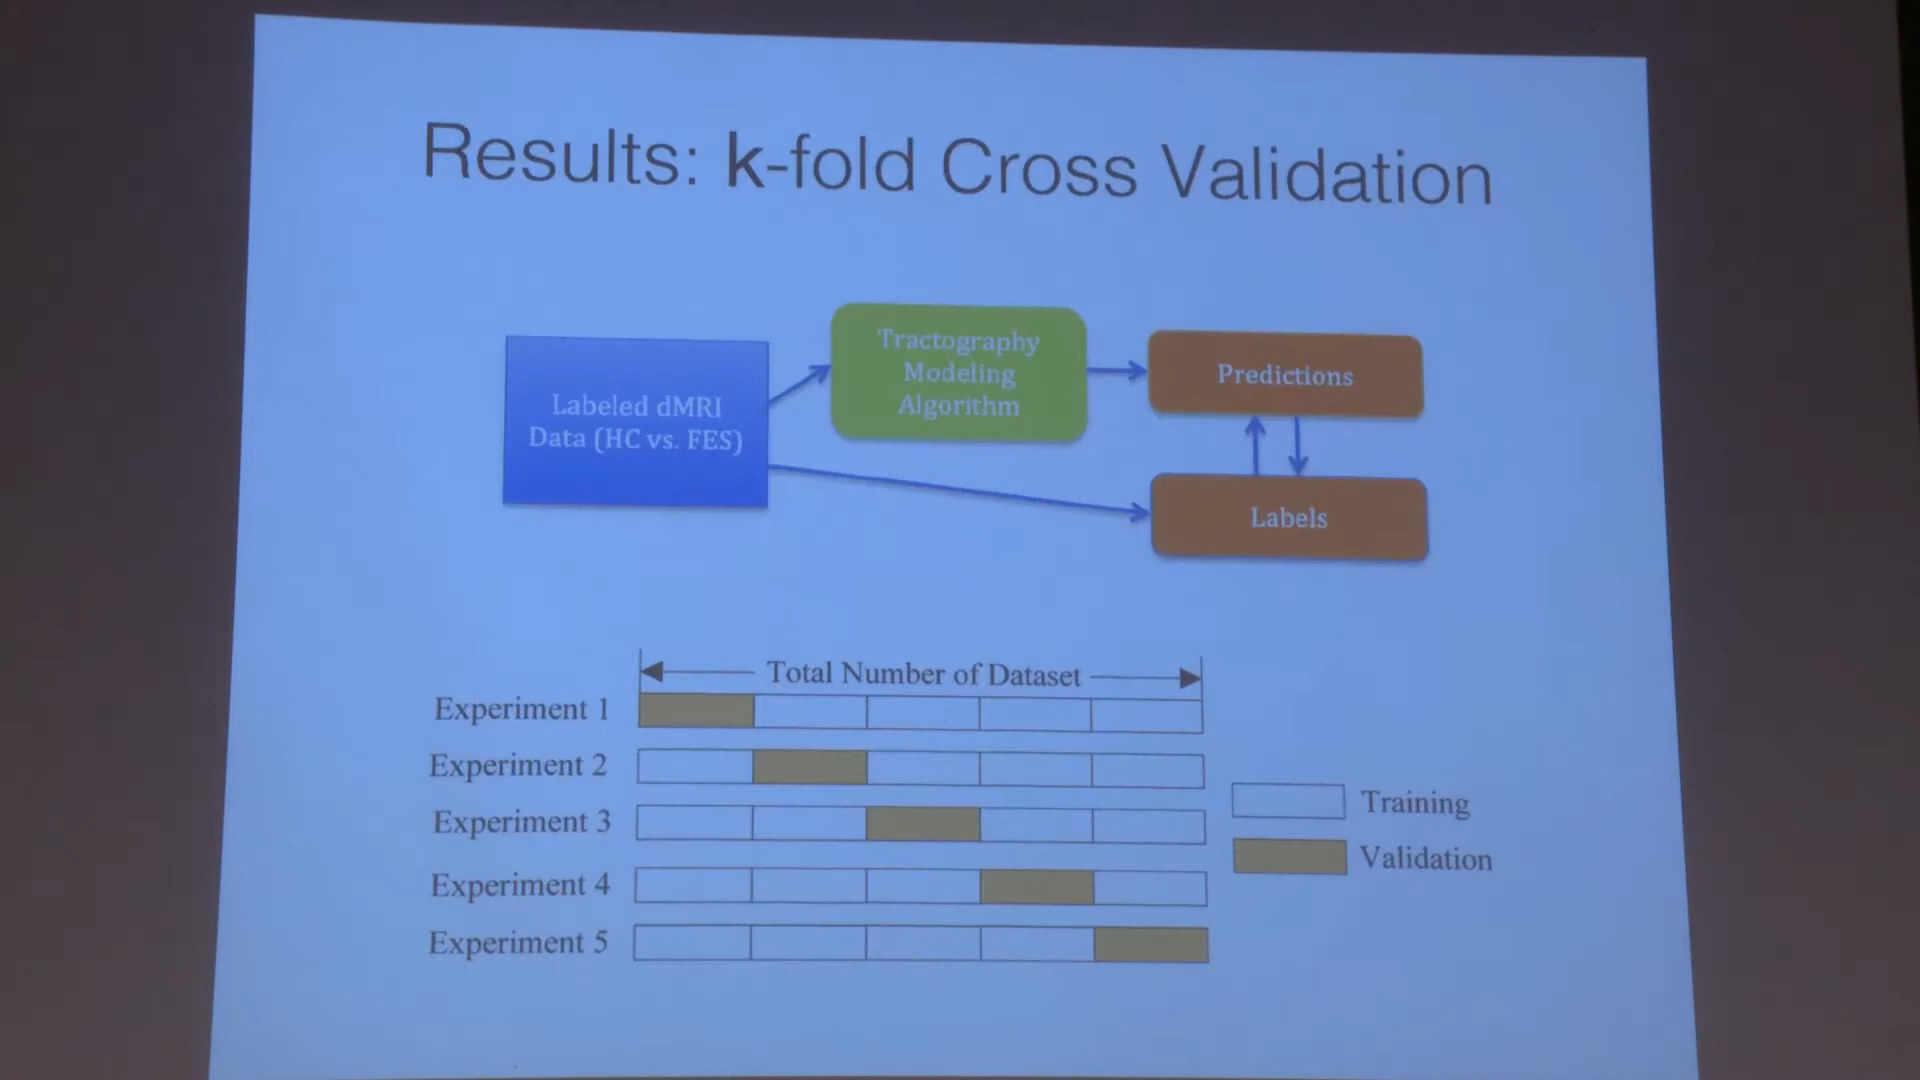 Results: k-fold Cross Validation
Tractography
Modeling
Algorithm
Predictions
Labeled dMRI
Data (HC vs. FES)
Labels
Total Number of Dataset
Experiment 1
Experiment 2
Experiment 3
Experiment 4
Experiment 5
Training
Validation